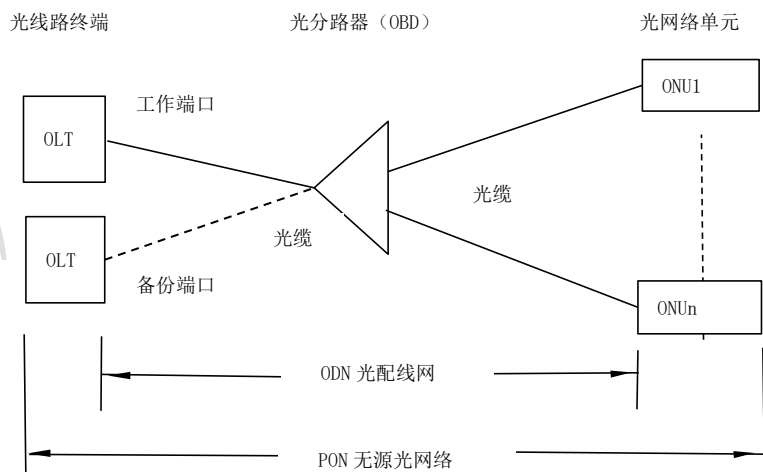 光线路终端
光分路器（OBD）
光网络单元
工作端口
ONU1
OLT
光缆
光缆
OLT
备份端口
ONUn
ODN 光配线网
PON 无源光网络